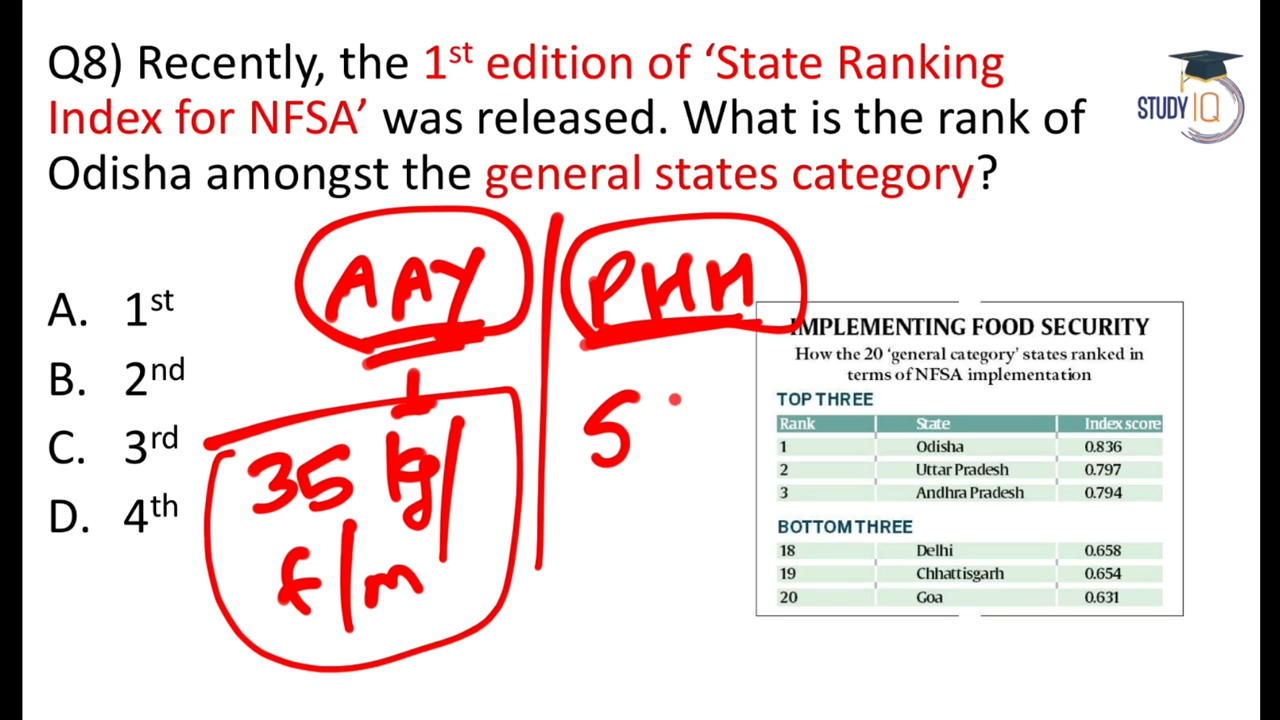 Q8) Recently, the 1st edition of ‘State Ranking
Index for NFSA’ was released. What is the rank of
Odisha amongst the general states category?
STUDY IQ
A. 1st
B. 2nd
C. 3rd
D. 4th
AAY
35 kg/
f/m
PHH
5
IMPLEMENTING FOOD SECURITY
How the 20 ‘general category’ states ranked in
terms of NFSA implementation
TOP THREE
Rank State Index score
1 Odisha 0.836
2 Uttar Pradesh 0.797
3 Andhra Pradesh 0.794
BOTTOM THREE
18 Delhi 0.658
19 Chhattisgarh 0.654
20 Goa 0.631